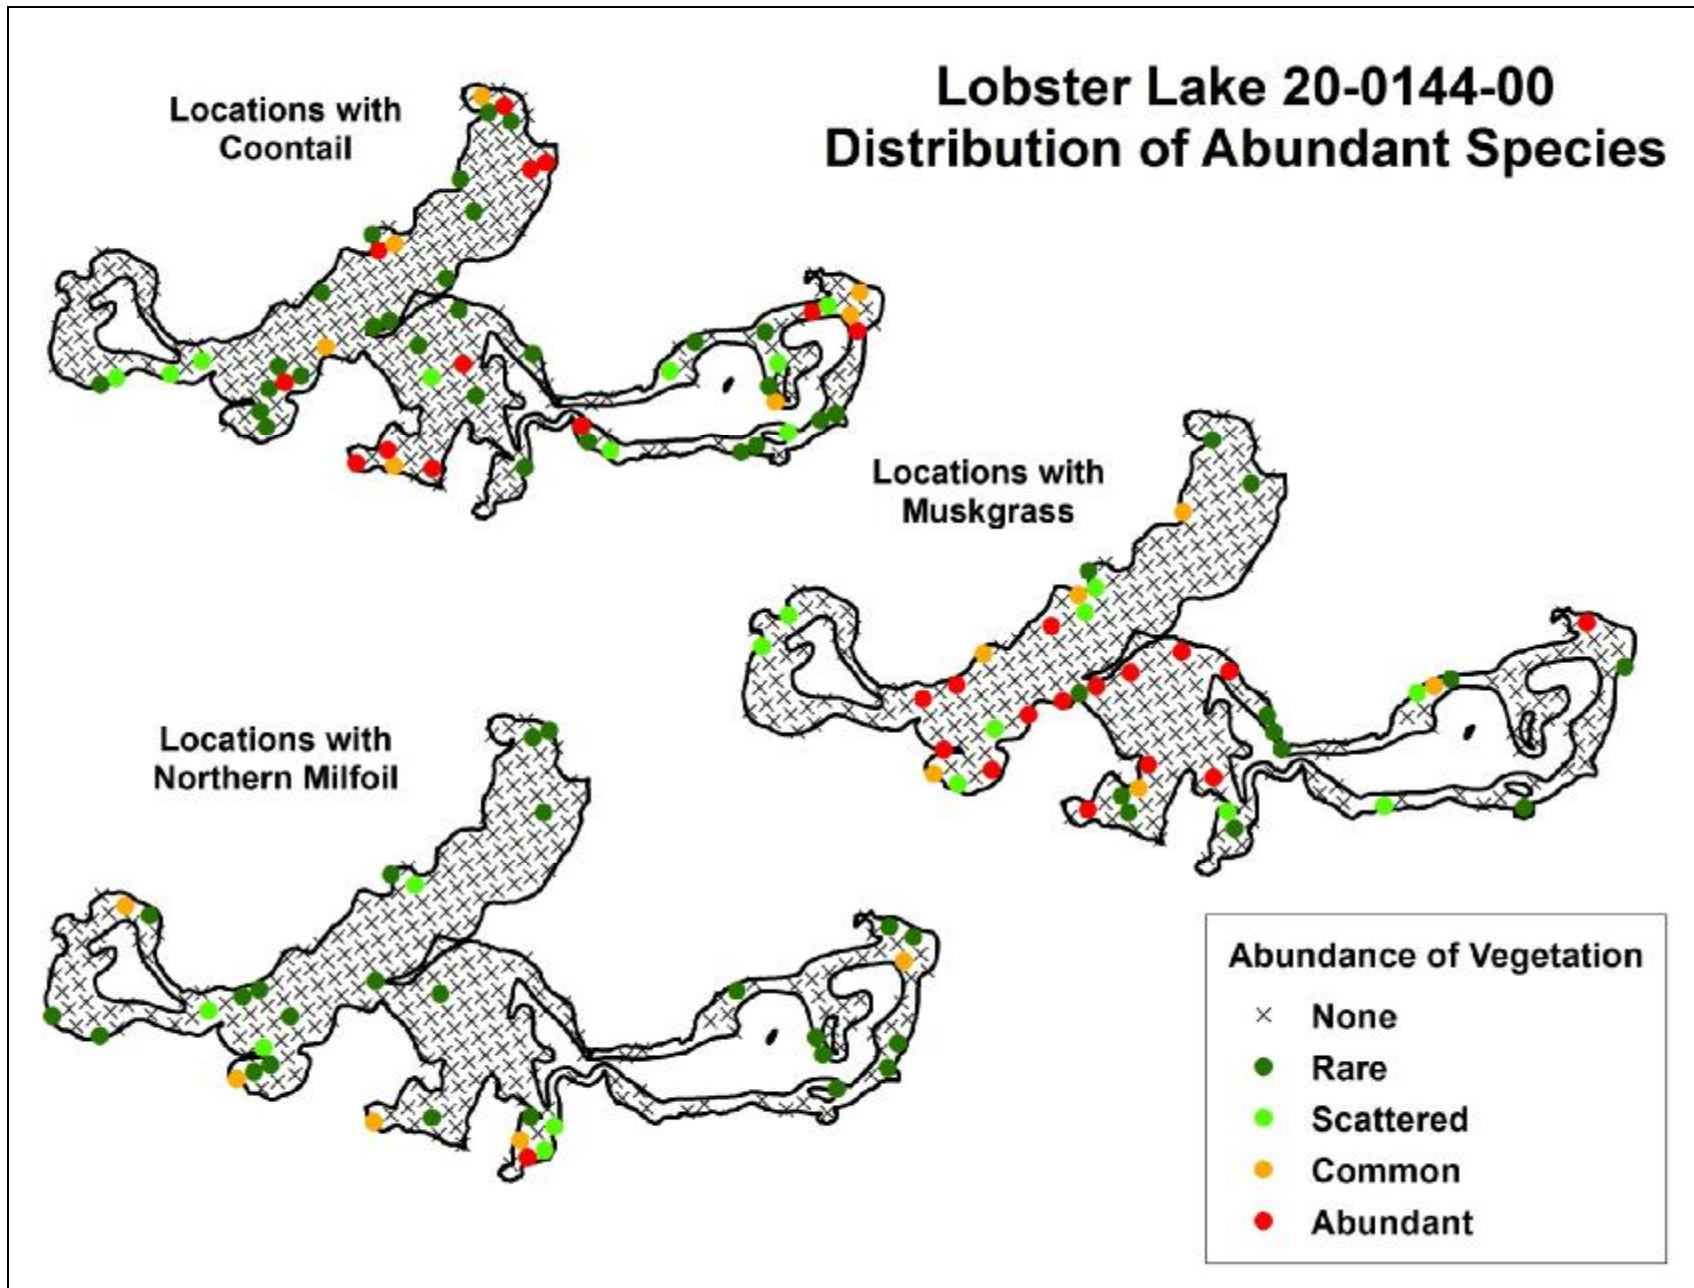 Lobster Lake 20-0144-00
Distribution of Abundant Species
Locations with
Coontail
Locations with
Muskgrass
Locations with
Northern Milfoil
Abundance of Vegetation
None
Rare
Scattered
Common
Abundant